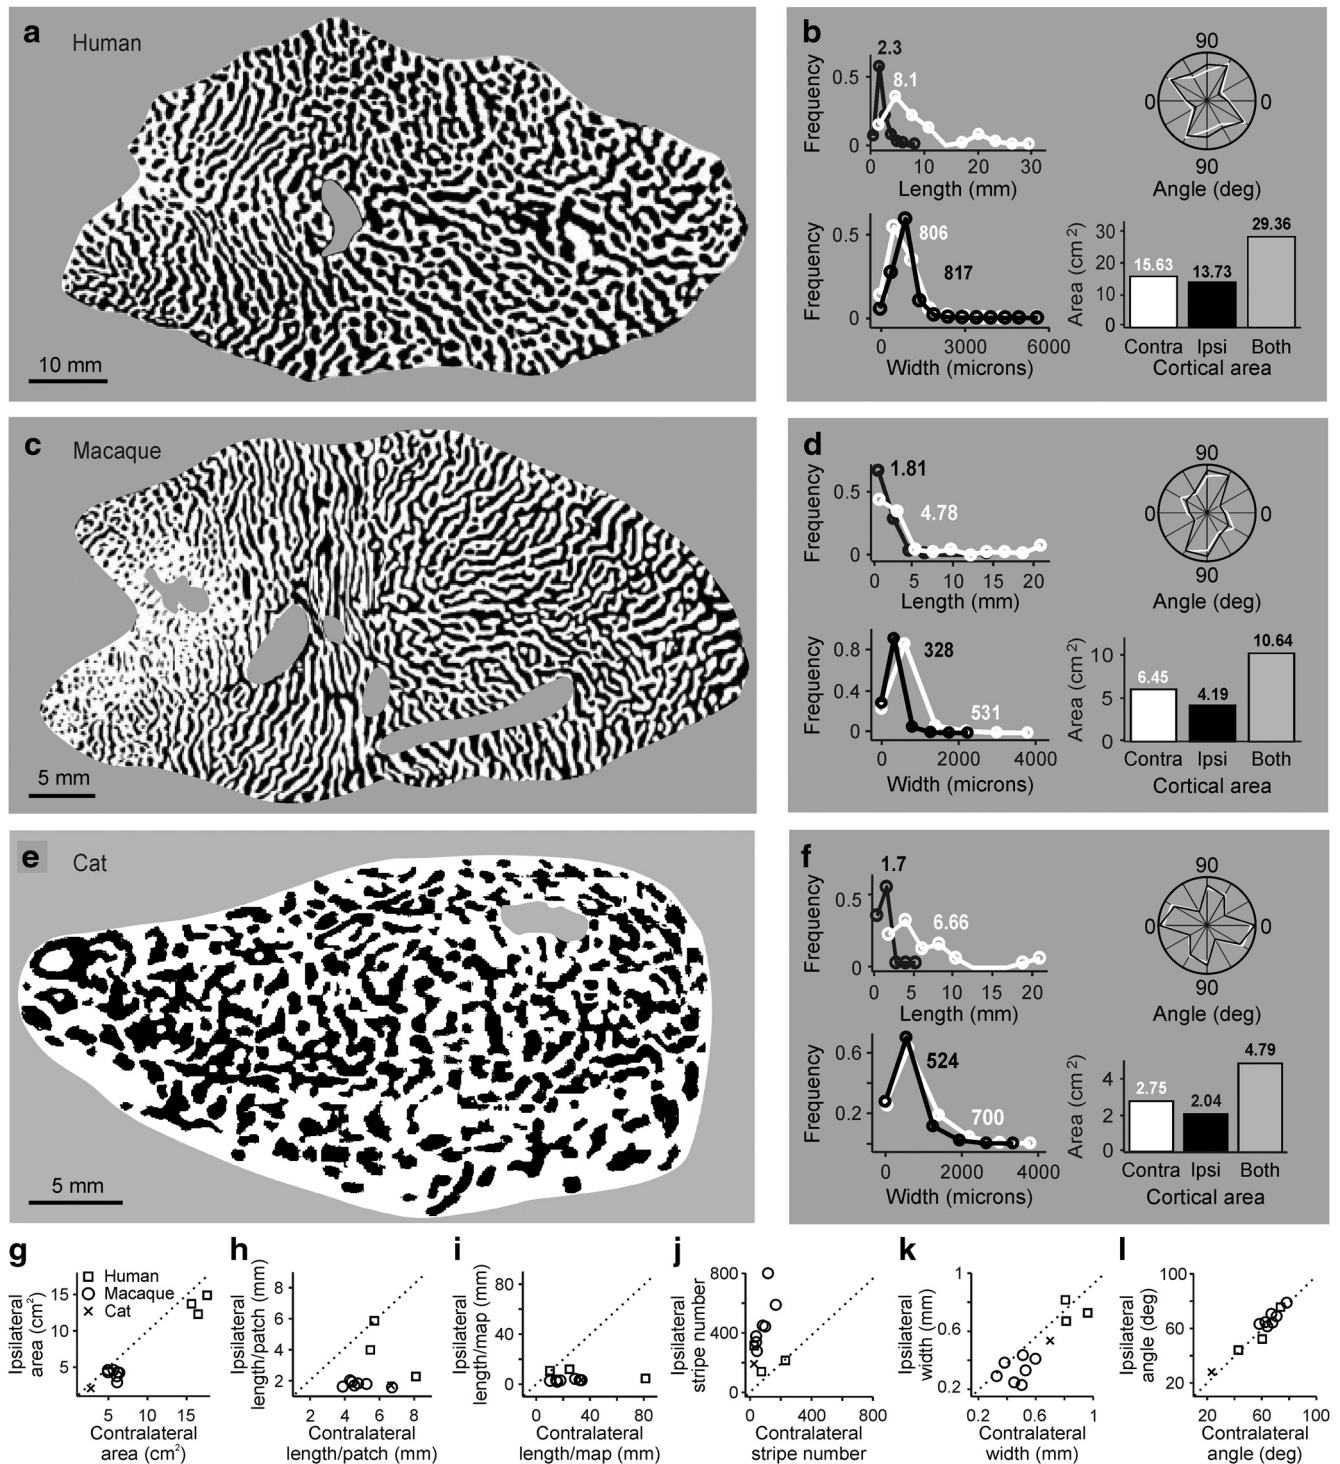 a
Human
10 mm
b
Frequency
0.5
0
2.3
8.1
0 10 20 30
Length (mm)
90
0
0
90
Angle (deg)
Frequency
0.5
0
806
817
0 3000 6000
Width (microns)
Area (cm2)
30
20
10
0
15.63
13.73
29.36
Contra Ipsi Both
Cortical area
c
Macaque
5 mm
d
Frequency
0.5
0
1.81
4.78
0 5 10 15 20
Length (mm)
90
0
0
90
Angle (deg)
Frequency
0.8
0.4
0
328
531
0 2000 4000
Width (microns)
Area (cm2)
10
5
0
6.45
4.19
10.64
Contra Ipsi Both
Cortical area
e
Cat
5 mm
f
Frequency
0.5
0
1.7
6.66
0 5 10 15 20
Length (mm)
90
0
0
90
Angle (deg)
Frequency
0.6
0.2
524
700
0 2000 4000
Width (microns)
Area (cm2)
4
2
0
2.75
2.04
4.79
Contra Ipsi Both
Cortical area
g
Human
Macaque
Cat
Ipsilateral
area (cm2)
15
10
5
5 10 15
Contralateral
area (cm2)
h
Ipsilateral
length/patch (mm)
8
6
4
2
2 4 6 8
Contralateral
length/patch (mm)
i
Ipsilateral
length/map (mm)
80
40
0
0 40 80
Contralateral
length/map (mm)
j
Ipsilateral
stripe number
800
400
0
0 400 800
Contralateral
stripe number
k
Ipsilateral
width (mm)
1
0.6
0.2
0.2 0.6 1
Contralateral
width (mm)
l
Ipsilateral
angle (deg)
100
60
20
20 60 100
Contralateral
angle (deg)